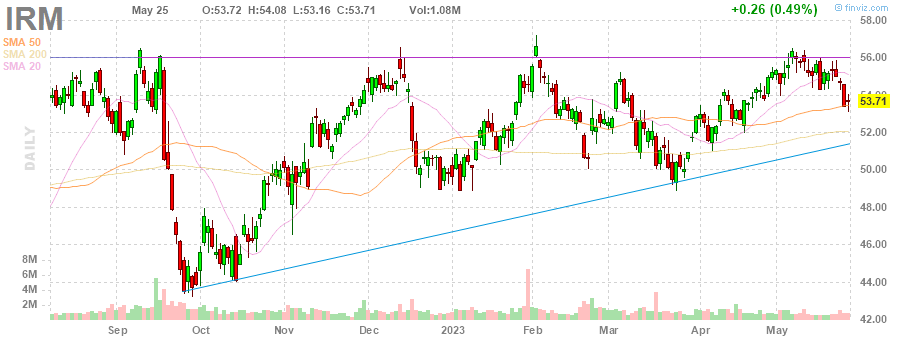 IRM May 25 O:53.72 H:54.08 L:53.16 C:53.71 Vol:1.08M +0.26 (0.49%) © finviz.com
SMA 50
SMA 200
SMA 20
DAILY
58.00
56.00
54.00
53.71
52.00
50.00
48.00
46.00
44.00
42.00
8M
6M
4M
2M
Sep Oct Nov Dec 2023 Feb Mar Apr May